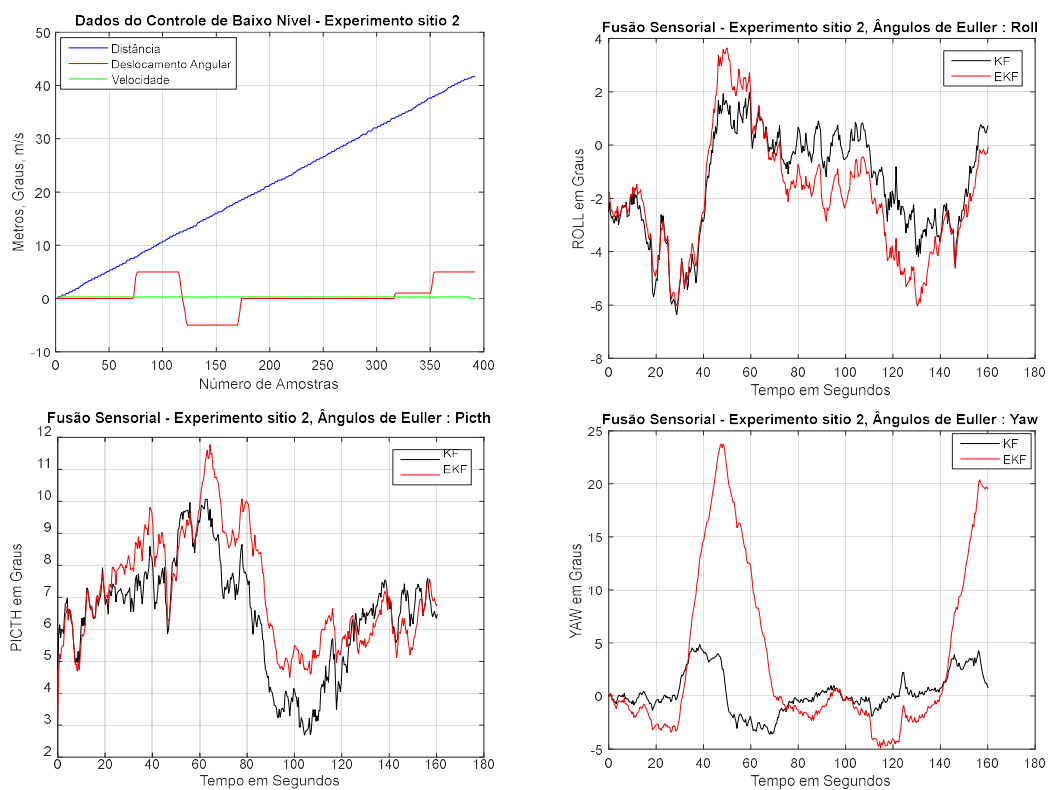 Dados do Controle de Baixo Nível - Experimento sitio 2
50
40
30
20
10
0
-10
Metros, Graus, m/s
Distância
Deslocamento Angular
Velocidade
0 50 100 150 200 250 300 350 400
Número de Amostras
Fusão Sensorial - Experimento sitio 2, Ângulos de Euller : Roll
4
2
0
-2
-4
-6
-8
ROLL em Graus
KF
EKF
0 20 40 60 80 100 120 140 160 180
Tempo em Segundos
Fusão Sensorial - Experimento sitio 2, Ângulos de Euller : Picth
12
11
10
9
8
7
6
5
4
3
2
PICTH em Graus
KF
EKF
0 20 40 60 80 100 120 140 160 180
Tempo em Segundos
Fusão Sensorial - Experimento sitio 2, Ângulos de Euller : Yaw
25
20
15
10
5
0
-5
YAW em Graus
KF
EKF
0 20 40 60 80 100 120 140 160 180
Tempo em Segundos